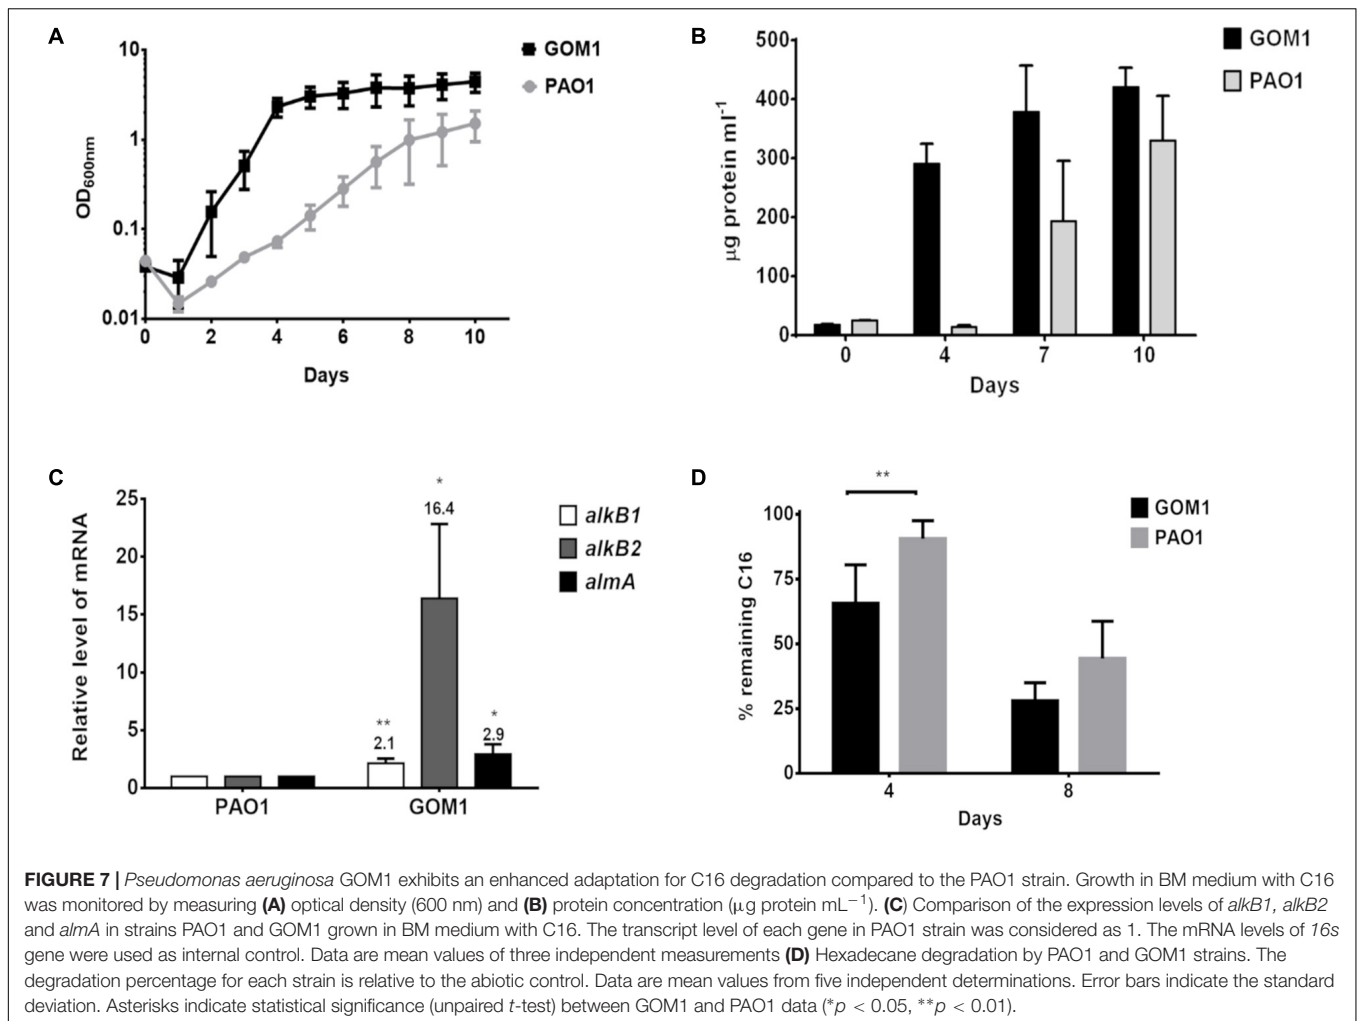 A
10
1
0.1
0.01
OD600nm
0 2 4 6 8 10
Days
GOM1
PAO1
B
500
400
300
200
100
0
µg protein ml-1
0 4 7 10
Days
GOM1
PAO1
C
25
20
15
10
5
0
Relative level of mRNA
**
2.1
*
16.4
*
2.9
PAO1 GOM1
alkB1
alkB2
almA
D
**
100
75
50
25
0
% remaining C16
4 8
Days
GOM1
PAO1
FIGURE 7 | Pseudomonas aeruginosa GOM1 exhibits an enhanced adaptation for C16 degradation compared to the PAO1 strain. Growth in BM medium with C16
was monitored by measuring (A) optical density (600 nm) and (B) protein concentration (µg protein mL−1). (C) Comparison of the expression levels of alkB1, alkB2
and almA in strains PAO1 and GOM1 grown in BM medium with C16. The transcript level of each gene in PAO1 strain was considered as 1. The mRNA levels of 16s
gene were used as internal control. Data are mean values of three independent measurements (D) Hexadecane degradation by PAO1 and GOM1 strains. The
degradation percentage for each strain is relative to the abiotic control. Data are mean values from five independent determinations. Error bars indicate the standard
deviation. Asterisks indicate statistical significance (unpaired t-test) between GOM1 and PAO1 data (*p < 0.05, **p < 0.01).